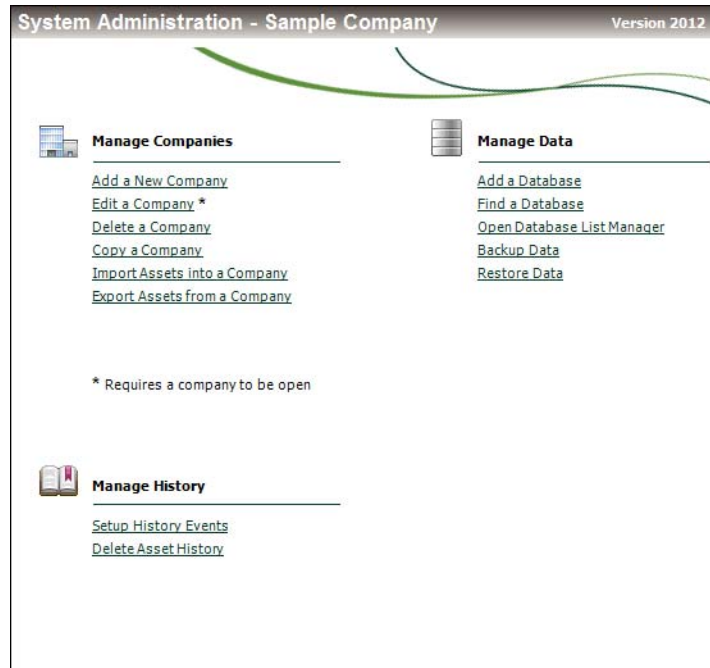 System Administration - Sample Company
Version 2012
Manage Companies
Add a New Company
Edit a Company *
Delete a Company
Copy a Company
Import Assets into a Company
Export Assets from a Company
* Requires a company to be open
Manage Data
Add a Database
Find a Database
Open Database List Manager
Backup Data
Restore Data
Manage History
Setup History Events
Delete Asset History